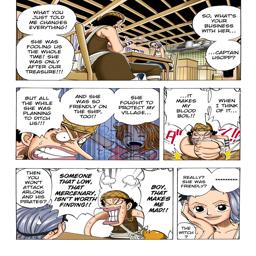 SO, WHAT'S
YOUR
BUSINESS
WITH HER...
...CAPTAIN
USOPP?
WHAT YOU
JUST TOLD
ME CHANGES
EVERYTHING!
SHE WAS
FOOLING US
THE WHOLE
TIME! SHE
WAS ONLY
AFTER OUR
TREASURE!!!
WHEN
I THINK
OF IT...
...IT
MAKES
MY
BLOOD
BOIL!!
SHE
FOUGHT TO
PROTECT MY
VILLAGE...
AND SHE
WAS SO
FRIENDLY ON
THE SHIP,
TOO!!
BUT ALL
THE WHILE
SHE WAS
PLANNING
TO DITCH
US!!
..........
REALLY?
SHE WAS
FRIENDLY?
THE
WITCH?
BOY,
THAT
MAKES
ME
MAD!!
SOMEONE
THAT LOW,
THAT
MERCENARY,
ISN'T WORTH
FINDING!!
THEN
YOU
WON'T
ATTACK
ARLONG
AND HIS
PIRATES?